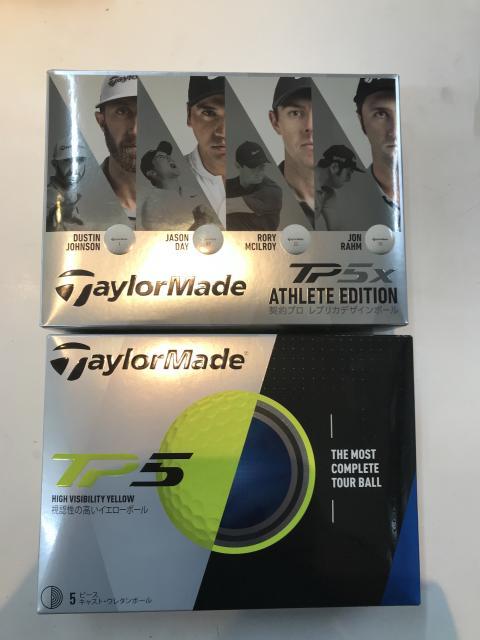 TaylorMade
DUSTIN
JOHNSON
JASON
DAY
RORY
MCILROY
JON
RAHM
TaylorMade
TP5x
ATHLETE EDITION
契約プロ レプリカデザインボール
TaylorMade
TP5
HIGH VISIBILITY YELLOW
視認性の高いイエローボール
THE MOST
COMPLETE
TOUR BALL
5 ピース
キャスト・ウレタンボール